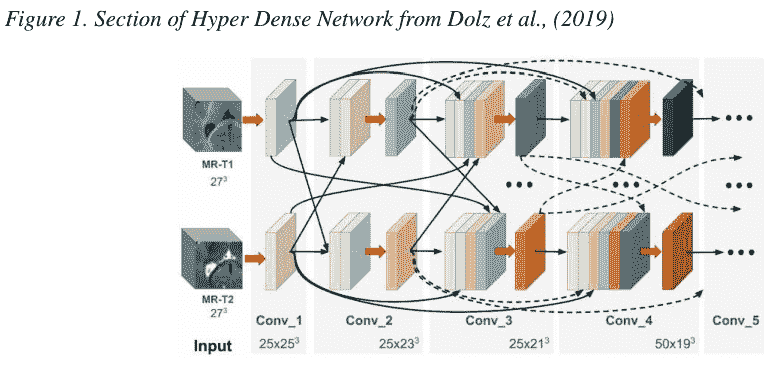 Figure 1. Section of Hyper Dense Network from Dolz et al., (2019)
MR-T1
27³
MR-T2
27³
Input
Conv_1
25x25³
Conv_2
25x23³
Conv_3
25x21³
Conv_4
50x19³
Conv_5